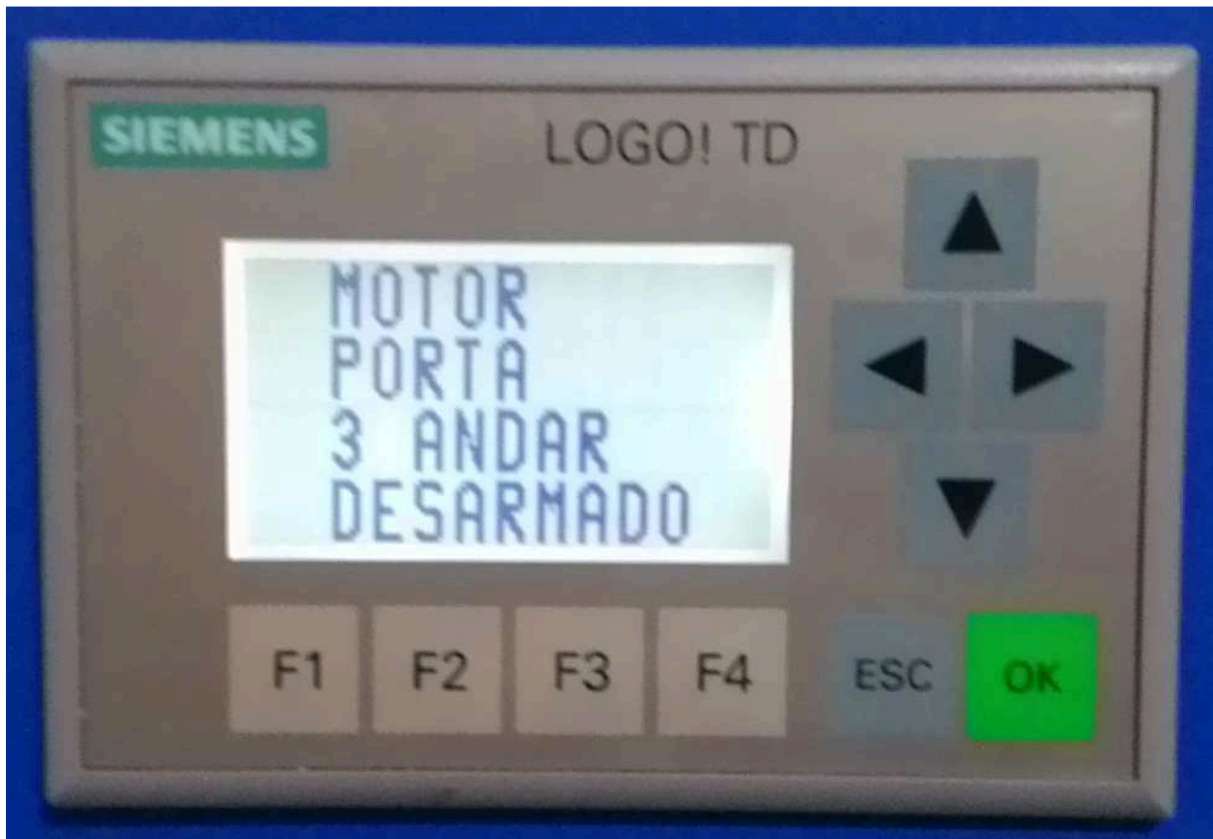 SIEMENS
LOGO! TD
MOTOR
PORTA
3 ANDAR
DESARMADO
F1 F2 F3 F4 ESC OK